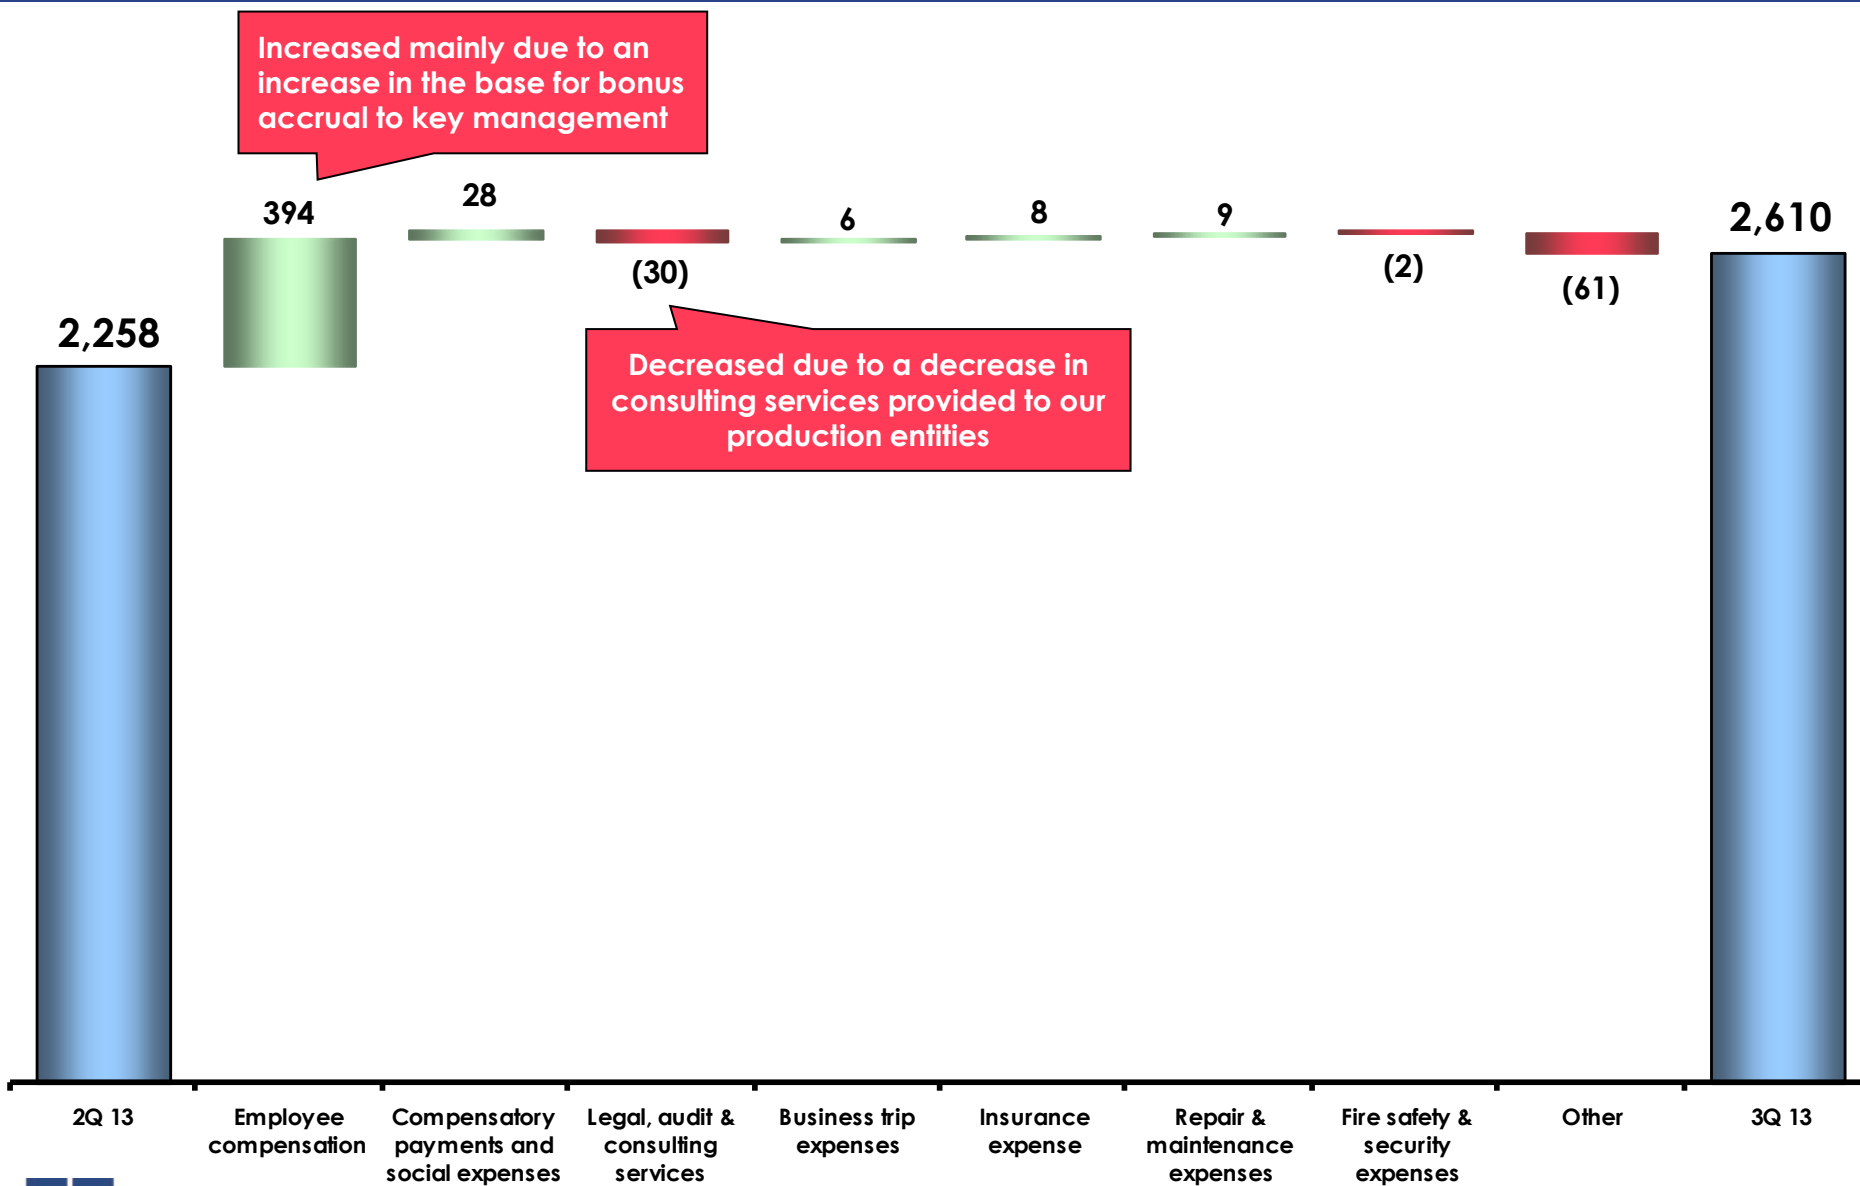 Increased mainly due to an
increase in the base for bonus
accrual to key management
394
28
(30)
6
8
9
(2)
(61)
2,610
2,258
Decreased due to a decrease in
consulting services provided to our
production entities
2Q 13
Employee
compensation
Compensatory
payments and
social expenses
Legal, audit &
consulting
services
Business trip
expenses
Insurance
expense
Repair &
maintenance
expenses
Fire safety &
security
expenses
Other
3Q 13